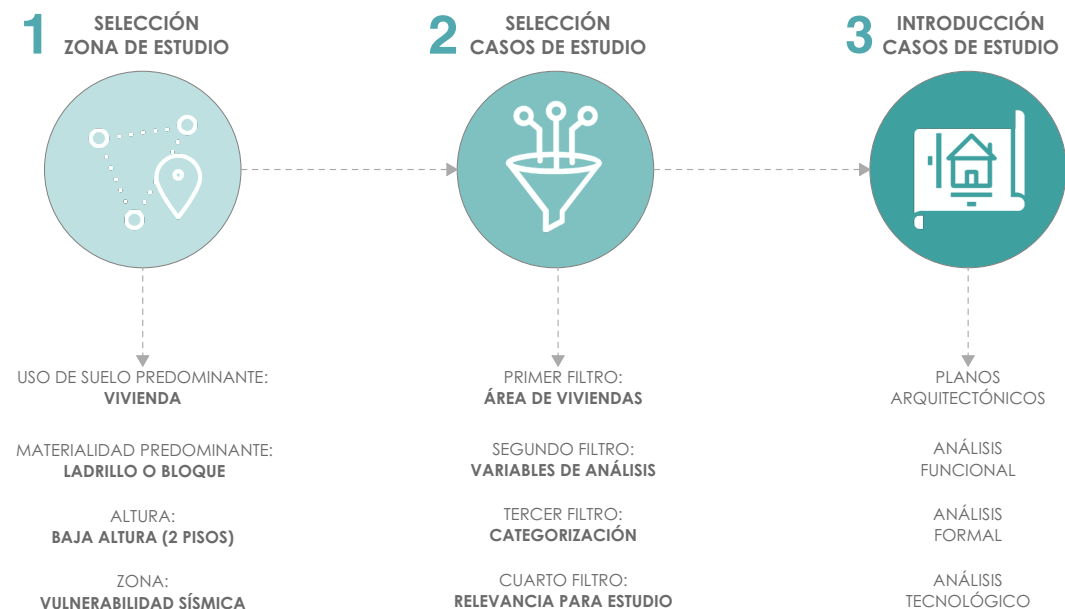 1 SELECCIÓN
ZONA DE ESTUDIO
USO DE SUELO PREDOMINANTE:
VIVIENDA
MATERIALIDAD PREDOMINANTE:
LADRILLO O BLOQUE
ALTURA:
BAJA ALTURA (2 PISOS)
ZONA:
VULNERABILIDAD SÍSMICA
2 SELECCIÓN
CASOS DE ESTUDIO
PRIMER FILTRO:
ÁREA DE VIVIENDAS
SEGUNDO FILTRO:
VARIABLES DE ANÁLISIS
TERCER FILTRO:
CATEGORIZACIÓN
CUARTO FILTRO:
RELEVANCIA PARA ESTUDIO
3 INTRODUCCIÓN
CASOS DE ESTUDIO
PLANOS
ARQUITECTÓNICOS
ANÁLISIS
FUNCIONAL
ANÁLISIS
FORMAL
ANÁLISIS
TECNOLÓGICO